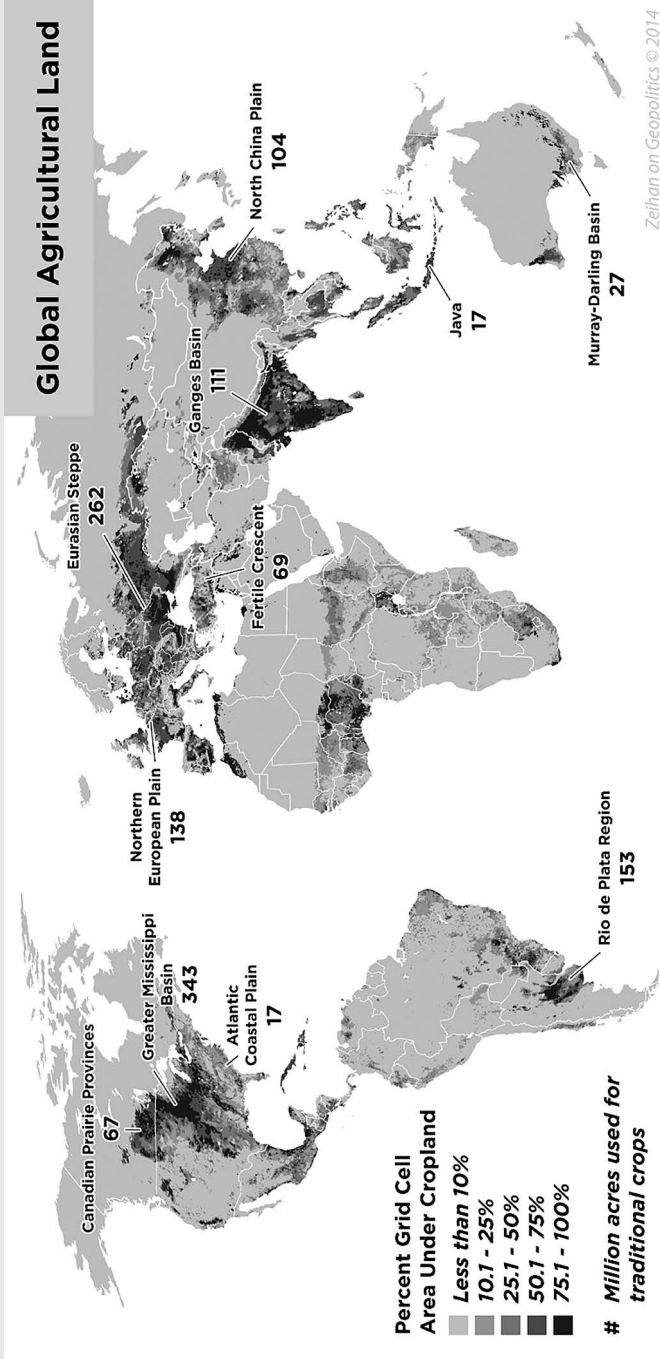 Global Agricultural Land
Canadian Prairie Provinces
67
Greater Mississippi
Basin
343
Atlantic
Coastal Plain
17
Northern
European Plain
138
Eurasian Steppe
262
Fertile Crescent
69
Ganges Basin
111
North China Plain
104
Java
17
Murray-Darling Basin
27
Rio de Plata Region
153
Percent Grid Cell
Area Under Cropland
Less than 10%
10.1 - 25%
25.1 - 50%
50.1 - 75%
75.1 - 100%
# Million acres used for
traditional crops
Zeihan on Geopolitics © 2014